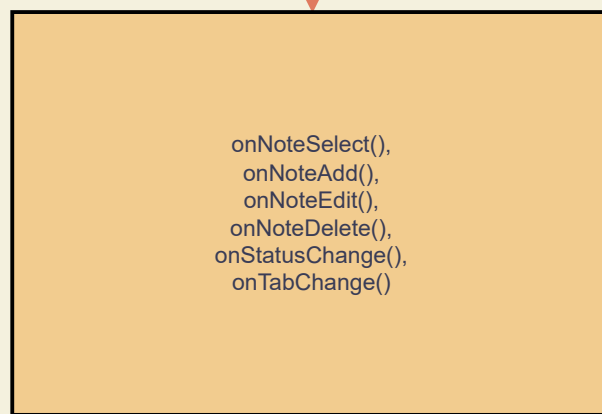 onNoteSelect(),
onNoteAdd(),
onNoteEdit(),
onNoteDelete(),
onStatusChange(),
onTabChange()